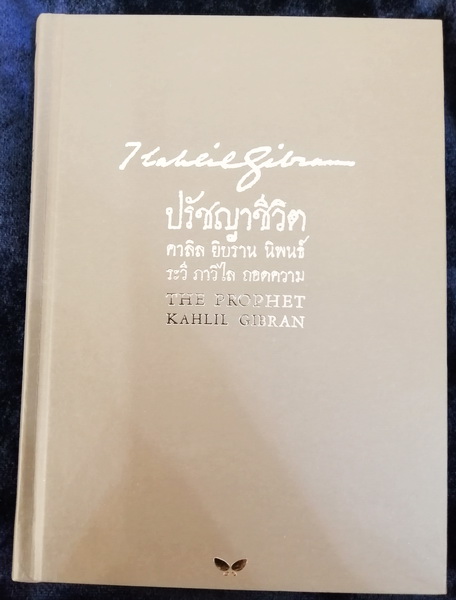 Kahlil Gibran
ปรัชญาชีวิต
คาลิล ยิบราน นิพนธ์
ระวี ภาวิไล ถอดความ
THE PROPHET
KAHLIL GIBRAN